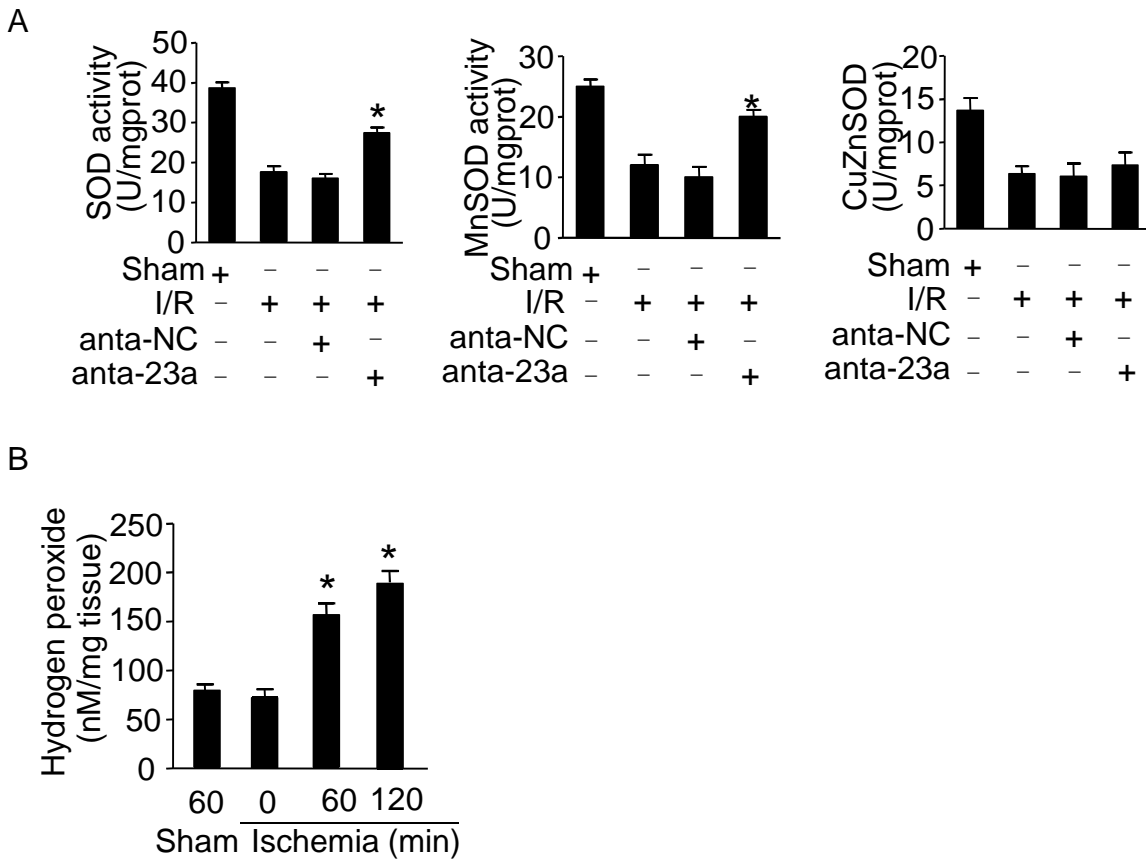 A
SOD activity
(U/mgprot)
50
40
30
20
10
0
*
Sham + – – –
I/R – + + +
anta-NC – – + –
anta-23a – – – +
MnSOD activity
(U/mgprot)
30
20
10
0
*
Sham + – – –
I/R – + + +
anta-NC – – + –
anta-23a – – – +
CuZnSOD
(U/mgprot)
20
15
10
5
0
Sham + – – –
I/R – + + +
anta-NC – – + –
anta-23a – – – +
B
Hydrogen peroxide
(nM/mg tissue)
250
200
150
100
50
0
* *
60 0 60 120
Sham Ischemia (min)